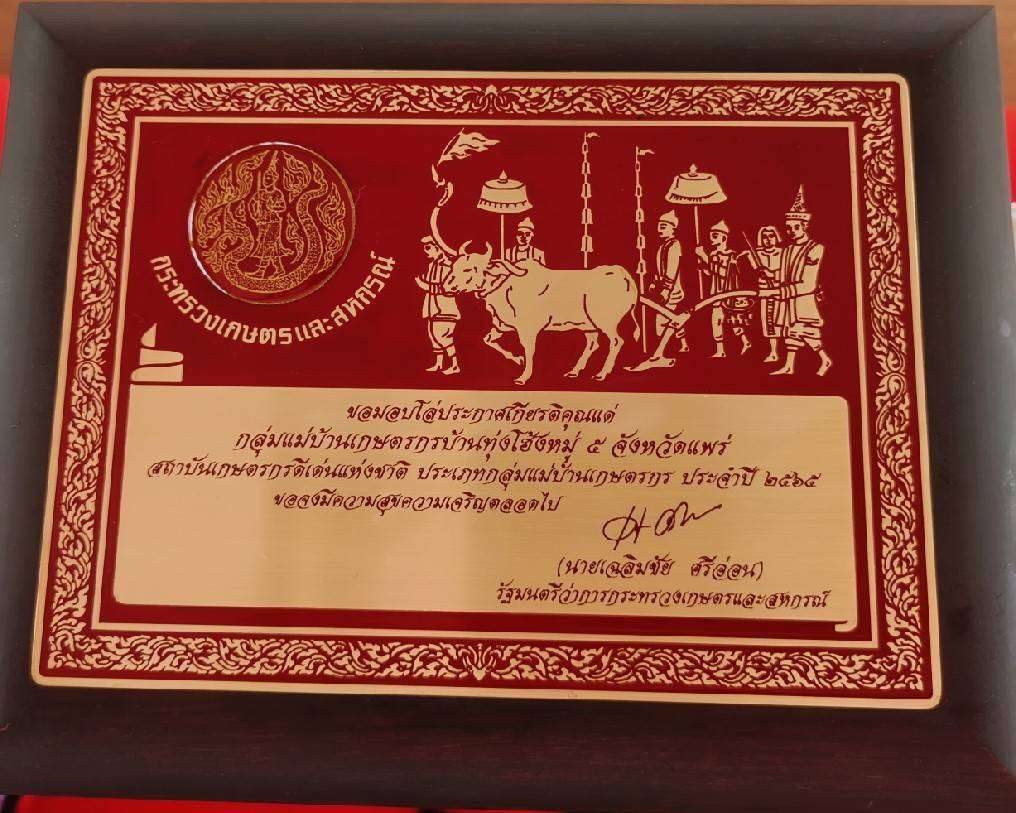 กระทรวงเกษตรและสหกรณ์
ขอมอบโล่ประกาศเกียรติคุณแด่
กลุ่มแม่บ้านเกษตรกรบ้านทุ่งโฮ้งหมู่ ๕ จังหวัดแพร่
สถาบันเกษตรกรดีเด่นแห่งชาติ ประเภทกลุ่มแม่บ้านเกษตรกร ประจำปี ๒๕๖๕
ขอจงมีความสุขความเจริญตลอดไป
(นายเฉลิมชัย ศรีอ่อน)
รัฐมนตรีว่าการกระทรวงเกษตรและสหกรณ์